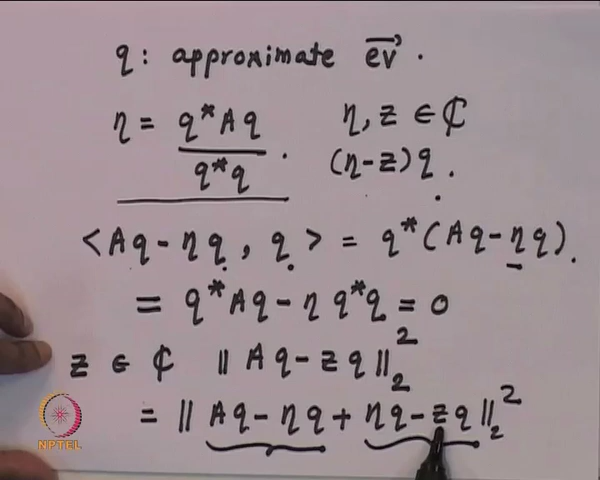 q : approximate ev⃗ .
η = q*Aq / q*q . η, z ∈ ℂ
(η-z)q .
<Aq - ηq , q> = q*(Aq - ηq) .
= q*Aq - η q*q = 0
z ∈ ℂ ‖Aq - zq‖₂²
= ‖Aq - ηq + ηq - zq‖₂²
NPTEL